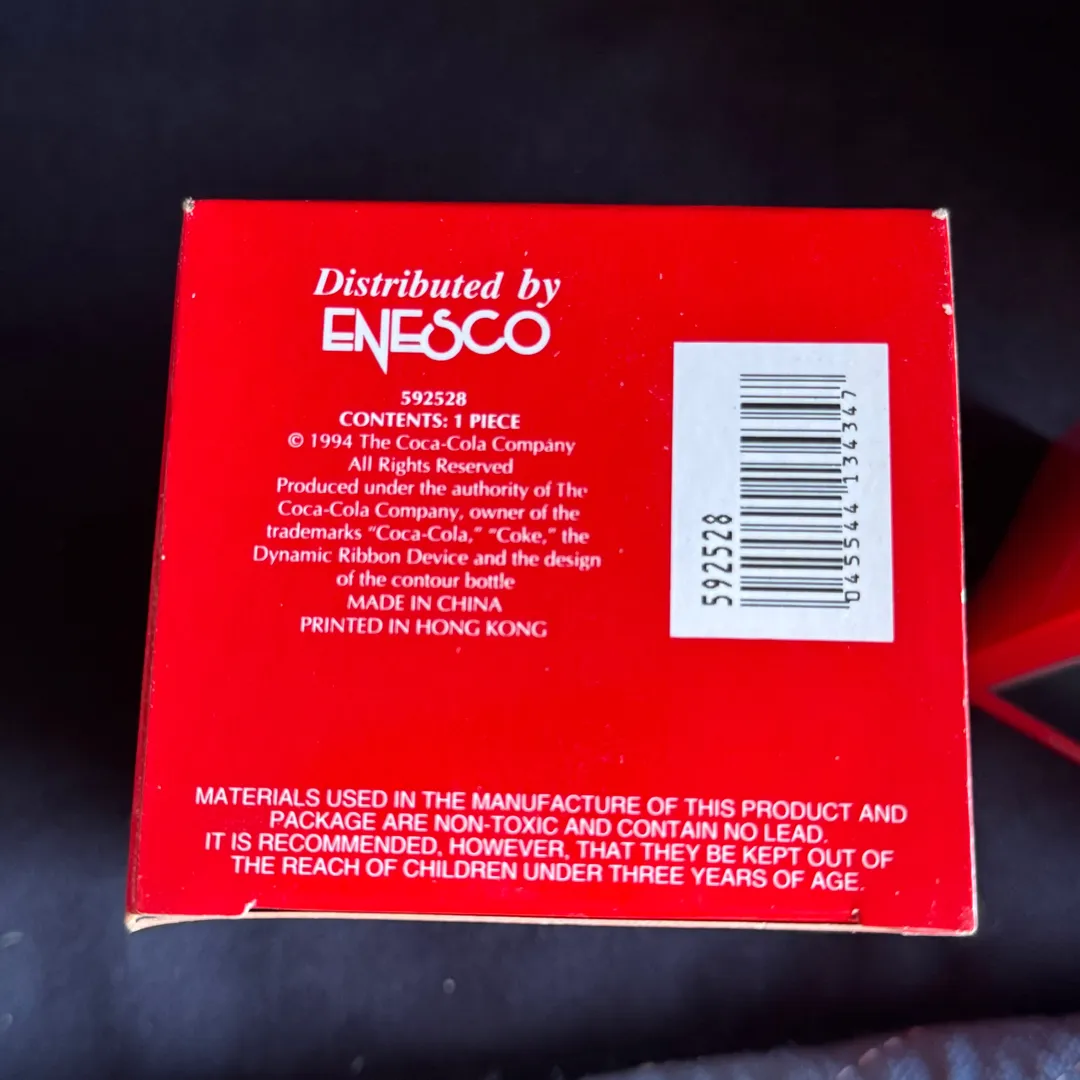 Distributed by
ENESCO
592528
CONTENTS: 1 PIECE
© 1994 The Coca-Cola Company
All Rights Reserved
Produced under the authority of The
Coca-Cola Company, owner of the
trademarks “Coca-Cola,” “Coke,” the
Dynamic Ribbon Device and the design
of the contour bottle
MADE IN CHINA
PRINTED IN HONG KONG
592528
0 45544 13434 7
MATERIALS USED IN THE MANUFACTURE OF THIS PRODUCT AND
PACKAGE ARE NON-TOXIC AND CONTAIN NO LEAD.
IT IS RECOMMENDED, HOWEVER, THAT THEY BE KEPT OUT OF
THE REACH OF CHILDREN UNDER THREE YEARS OF AGE.